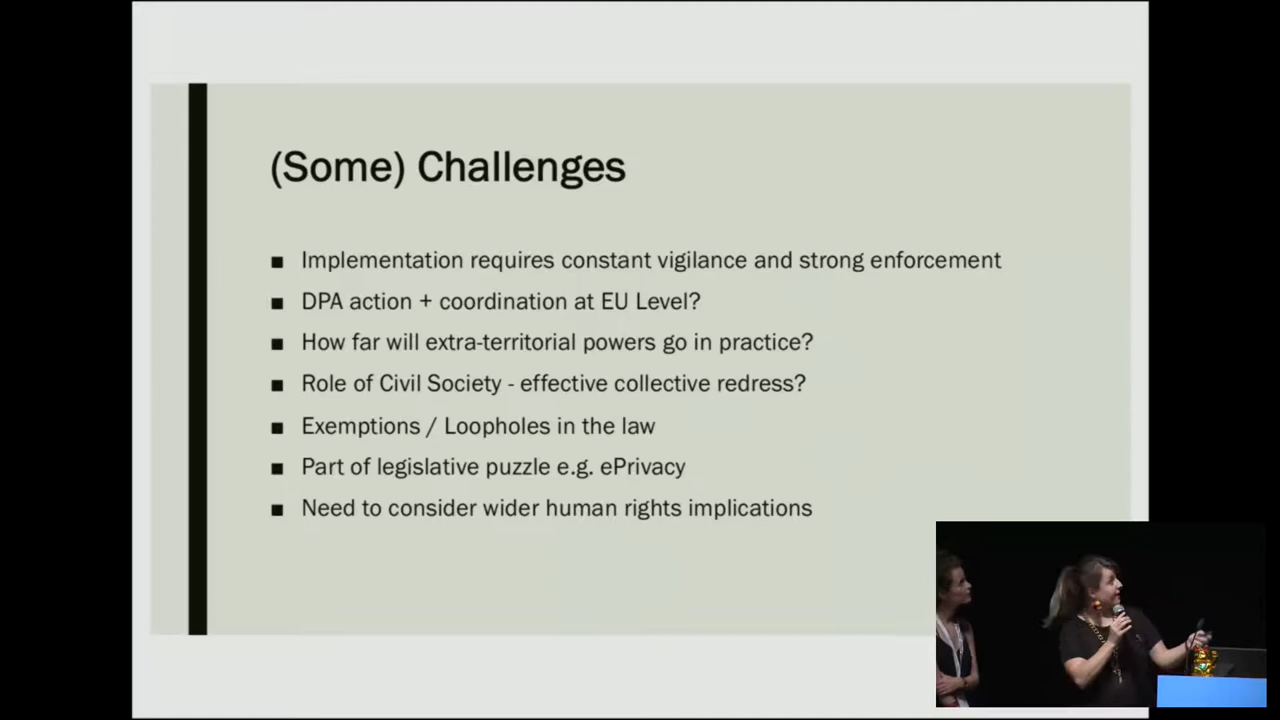 (Some) Challenges
■ Implementation requires constant vigilance and strong enforcement
■ DPA action + coordination at EU Level?
■ How far will extra-territorial powers go in practice?
■ Role of Civil Society - effective collective redress?
■ Exemptions / Loopholes in the law
■ Part of legislative puzzle e.g. ePrivacy
■ Need to consider wider human rights implications